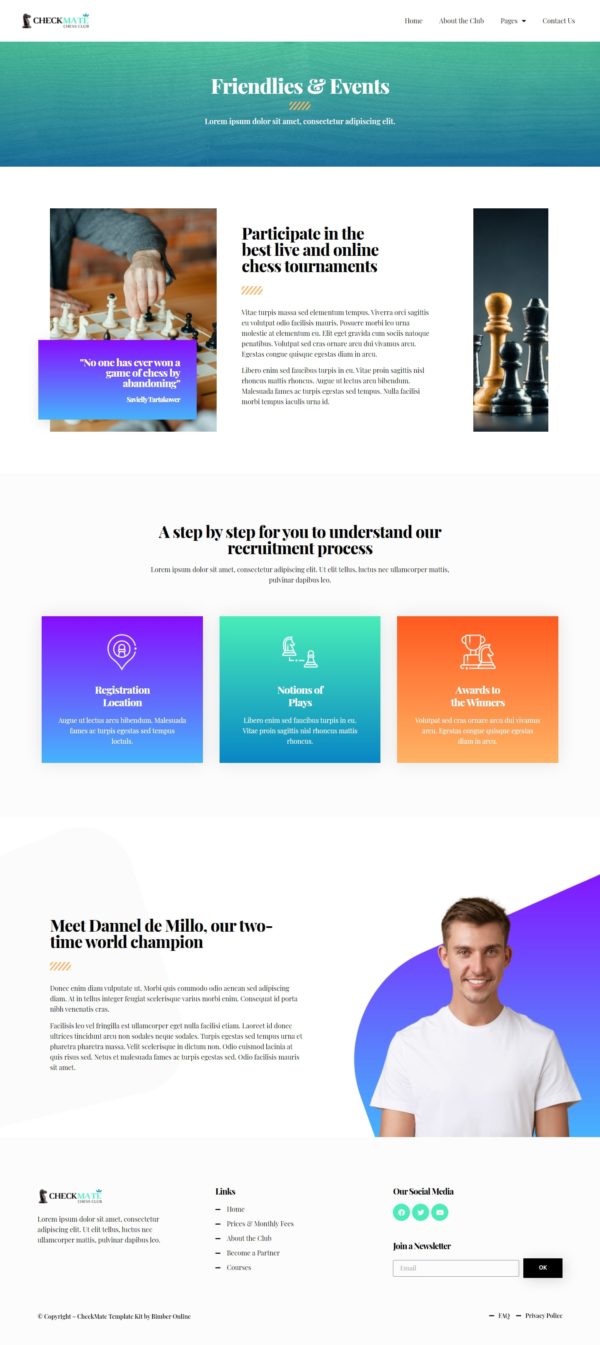 CHECKMATE
CHESS CLUB
Home
About the Club
Pages
Contact Us
Friendlies & Events
Lorem ipsum dolor sit amet, consectetur adipiscing elit.
"No one has ever won a
game of chess by
abandoning"
Savielly Tartakower
Participate in the
best live and online
chess tournaments
Vitae turpis massa sed elementum tempus. Viverra orci sagittis
eu volutpat odio facilisis mauris. Posuere morbi leo urna
molestie at elementum eu. Elit eget gravida cum sociis natoque
penatibus. Volutpat sed cras ornare arcu dui vivamus arcu.
Egestas congue quisque egestas diam in arcu.
Libero enim sed faucibus turpis in eu. Vitae proin sagittis nisl
rhoncus mattis rhoncus. Augue ut lectus arcu bibendum.
Malesuada fames ac turpis egestas sed tempus. Nulla facilisi
morbi tempus iaculis urna id.
A step by step for you to understand our
recruitment process
Lorem ipsum dolor sit amet, consectetur adipiscing elit. Ut elit tellus, luctus nec ullamcorper mattis,
pulvinar dapibus leo.
Registration
Location
Augue ut lectus arcu bibendum. Malesuada
fames ac turpis egestas sed tempus
loctuls.
Notions of
Plays
Libero enim sed faucibus turpis in eu.
Vitae proin sagittis nisl rhoncus mattis
rhoncus.
Awards to
the Winners
Volutpat sed cras ornare arcu dui vivamus
arcu. Egestas congue quisque egestas
diam in arcu.
Meet Dannel de Millo, our two-
time world champion
Donec enim diam vulputate ut. Morbi quis commodo odio aenean sed adipiscing
diam. At in tellus integer feugiat scelerisque varius morbi enim. Consequat id porta
nibh venenatis cras.
Facilisis leo vel fringilla est ullamcorper eget nulla facilisi etiam. Laoreet id donec
ultrices tincidunt arcu non sodales neque sodales. Turpis egestas sed tempus urna et
pharetra pharetra massa. Velit scelerisque in dictum non. Odio euismod lacinia at
quis risus sed. Netus et malesuada fames ac turpis egestas sed. Odio facilisis mauris
sit amet.
CHECKMATE
CHESS CLUB
Lorem ipsum dolor sit amet, consectetur
adipiscing elit. Ut elit tellus, luctus nec
ullamcorper mattis, pulvinar dapibus leo.
Links
Home
Prices & Monthly Fees
About the Club
Become a Partner
Courses
Our Social Media
Join a Newsletter
Email
OK
© Copyright – CheckMate Template Kit by Bimber Online
FAQ
Privacy Police